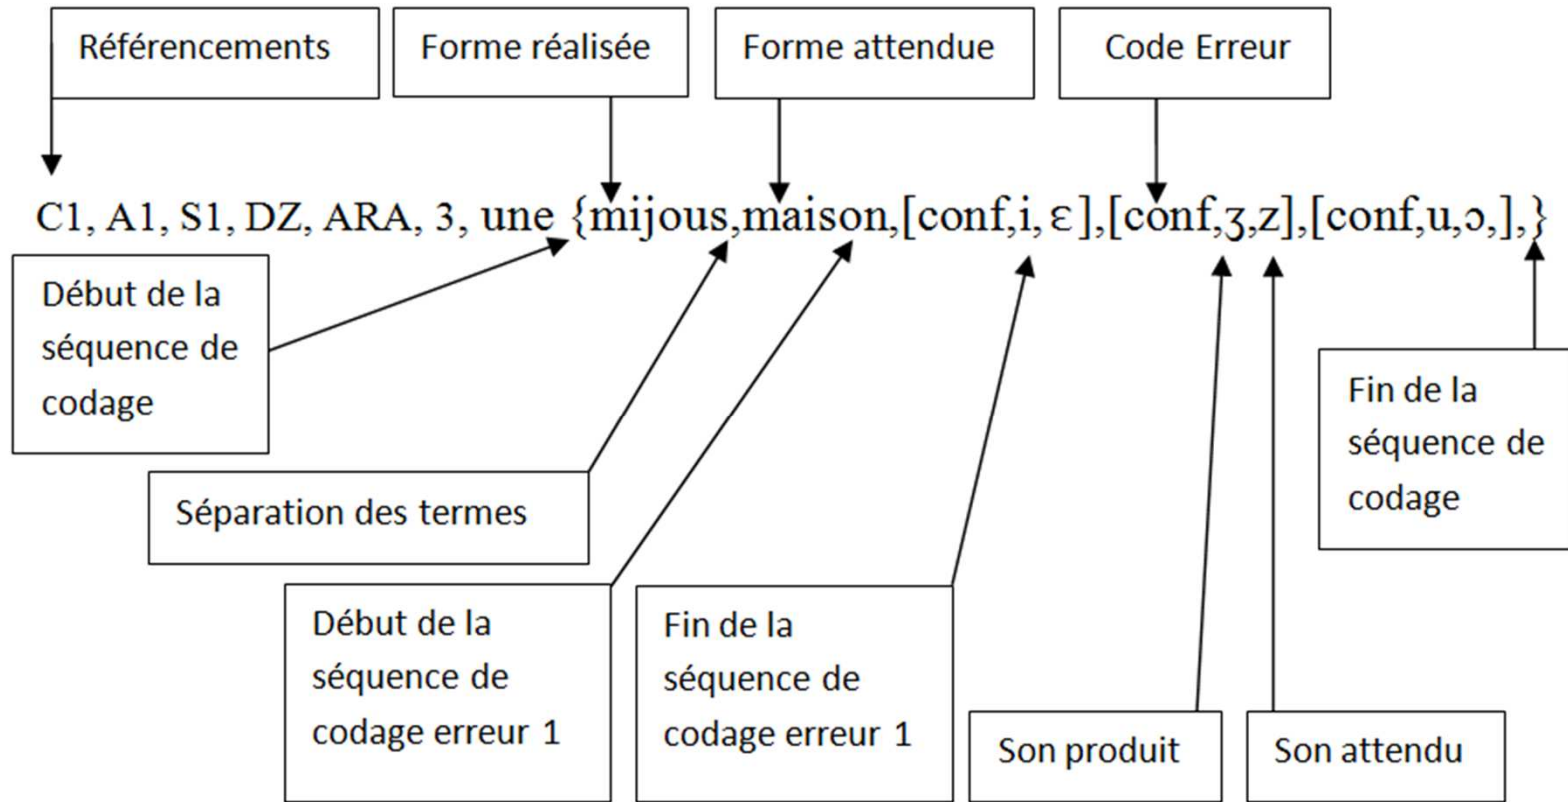 Référencements
Forme réalisée
Forme attendue
Code Erreur
C1, A1, S1, DZ, ARA, 3, une {mijous,maison,[conf,i, ɛ],[conf,ʒ,z],[conf,u,ɔ,],}
Début de la
séquence de
codage
Fin de la
séquence de
codage
Séparation des termes
Début de la
séquence de
codage erreur 1
Fin de la
séquence de
codage erreur 1
Son produit
Son attendu